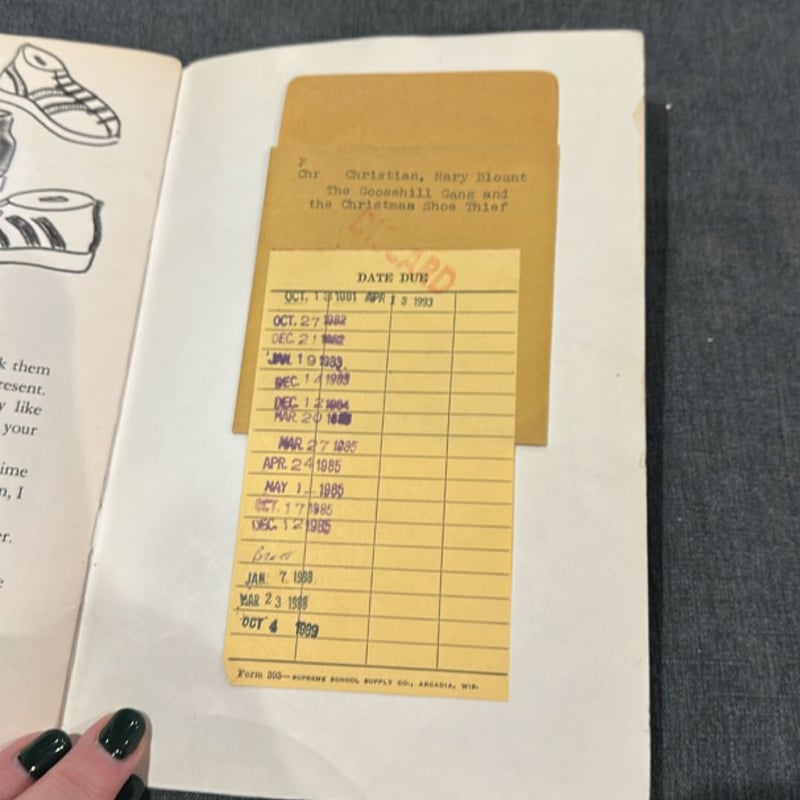 k them
resent.
y like
your
ime
n, I
er.
e
F
Chr Christian, Mary Blount
The Goosehill Gang and
the Christmas Shoe Thief
DISCARD
DATE DUE
OCT. 13 1981 APR 13 1993
OCT. 27 1982
DEC. 21 1982
JAN. 19 1983
DEC. 14 1983
DEC. 12 1984
MAR 20
MAR. 27 1985
APR. 24 1985
MAY 1 1985
OCT. 17 1985
DEC. 12 1985
JAN 7. 1988
MAR 23 1988
OCT 4 1989
Form 303—SUPREME SCHOOL SUPPLY CO., ARCADIA, WIS.